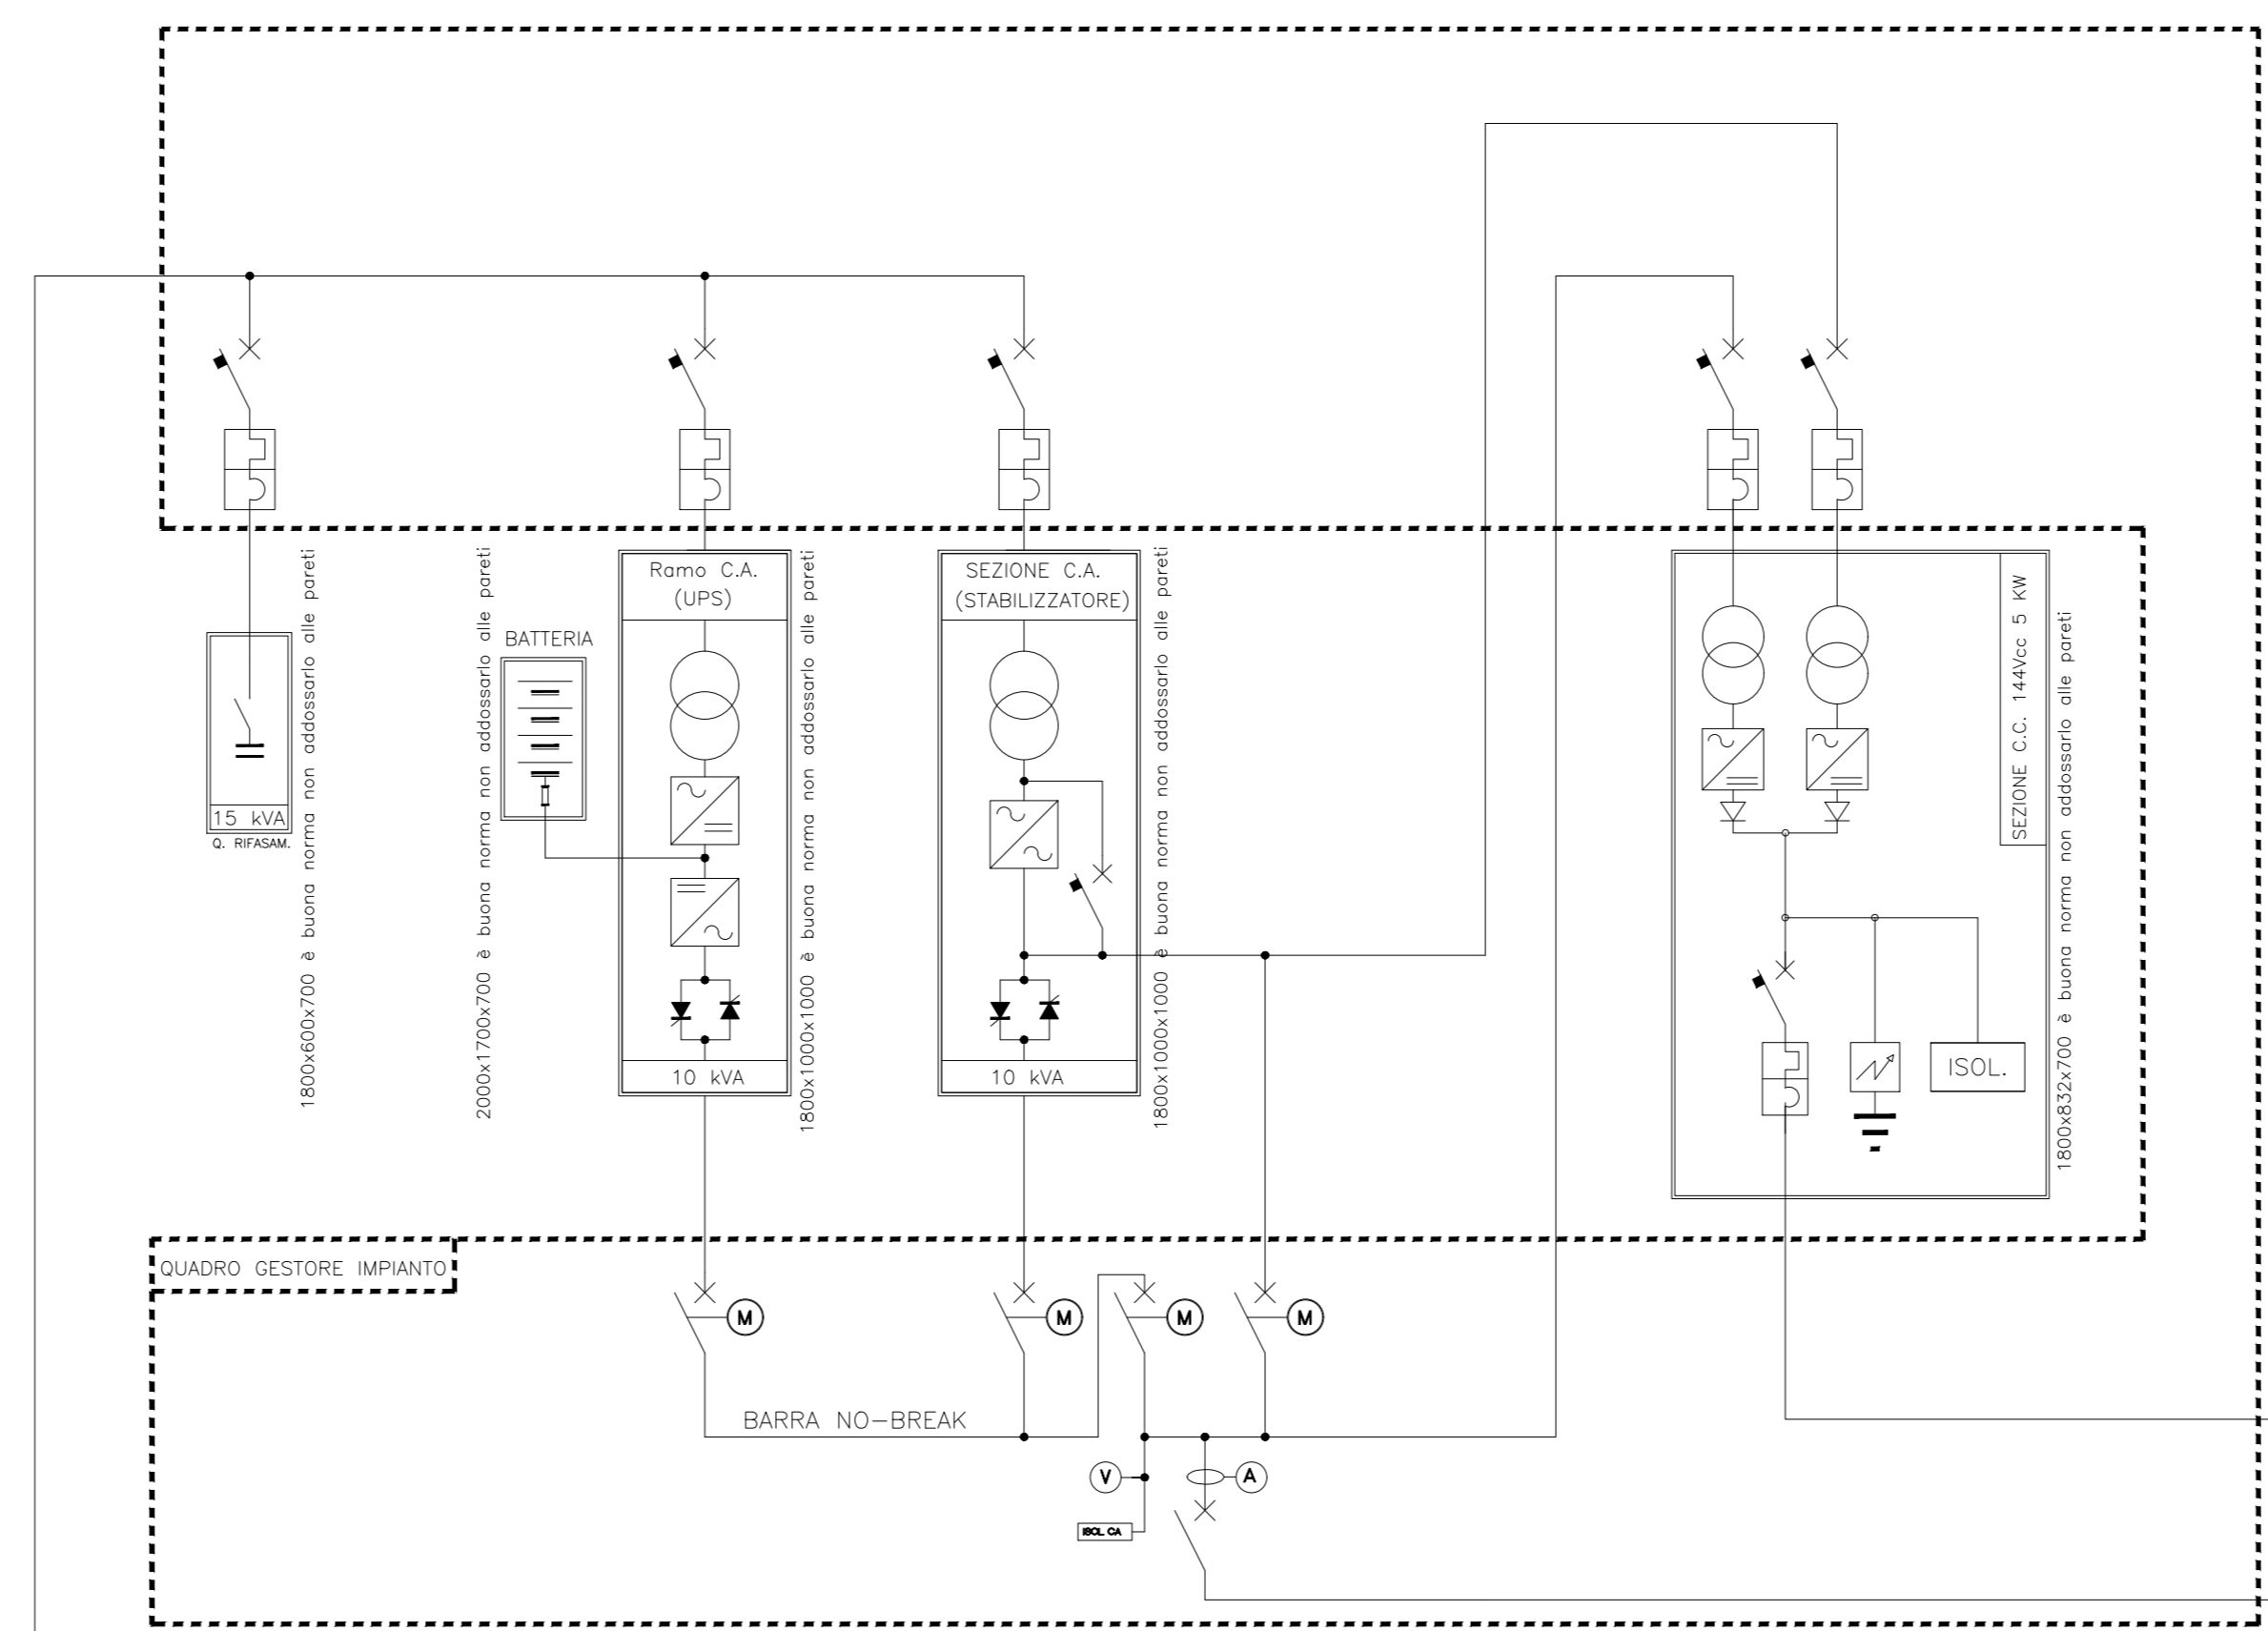 Ramo C.A.
(UPS)
SEZIONE C.A.
(STABILIZZATORE)
BATTERIA
15 kVA
Q. RIFASAM.
1800x600x700 è buona norma non addossarlo alle pareti
2000x1700x700 è buona norma non addossarlo alle pareti
1800x1000x1000 è buona norma non addossarlo alle pareti
1800x1000x1000 è buona norma non addossarlo alle pareti
SEZIONE C.C. 144Vcc 5 KW
1800x832x700 è buona norma non addossarlo alle pareti
10 kVA
10 kVA
ISOL.
QUADRO GESTORE IMPIANTO
M
M
M
M
BARRA NO-BREAK
V
A
ISOL CA